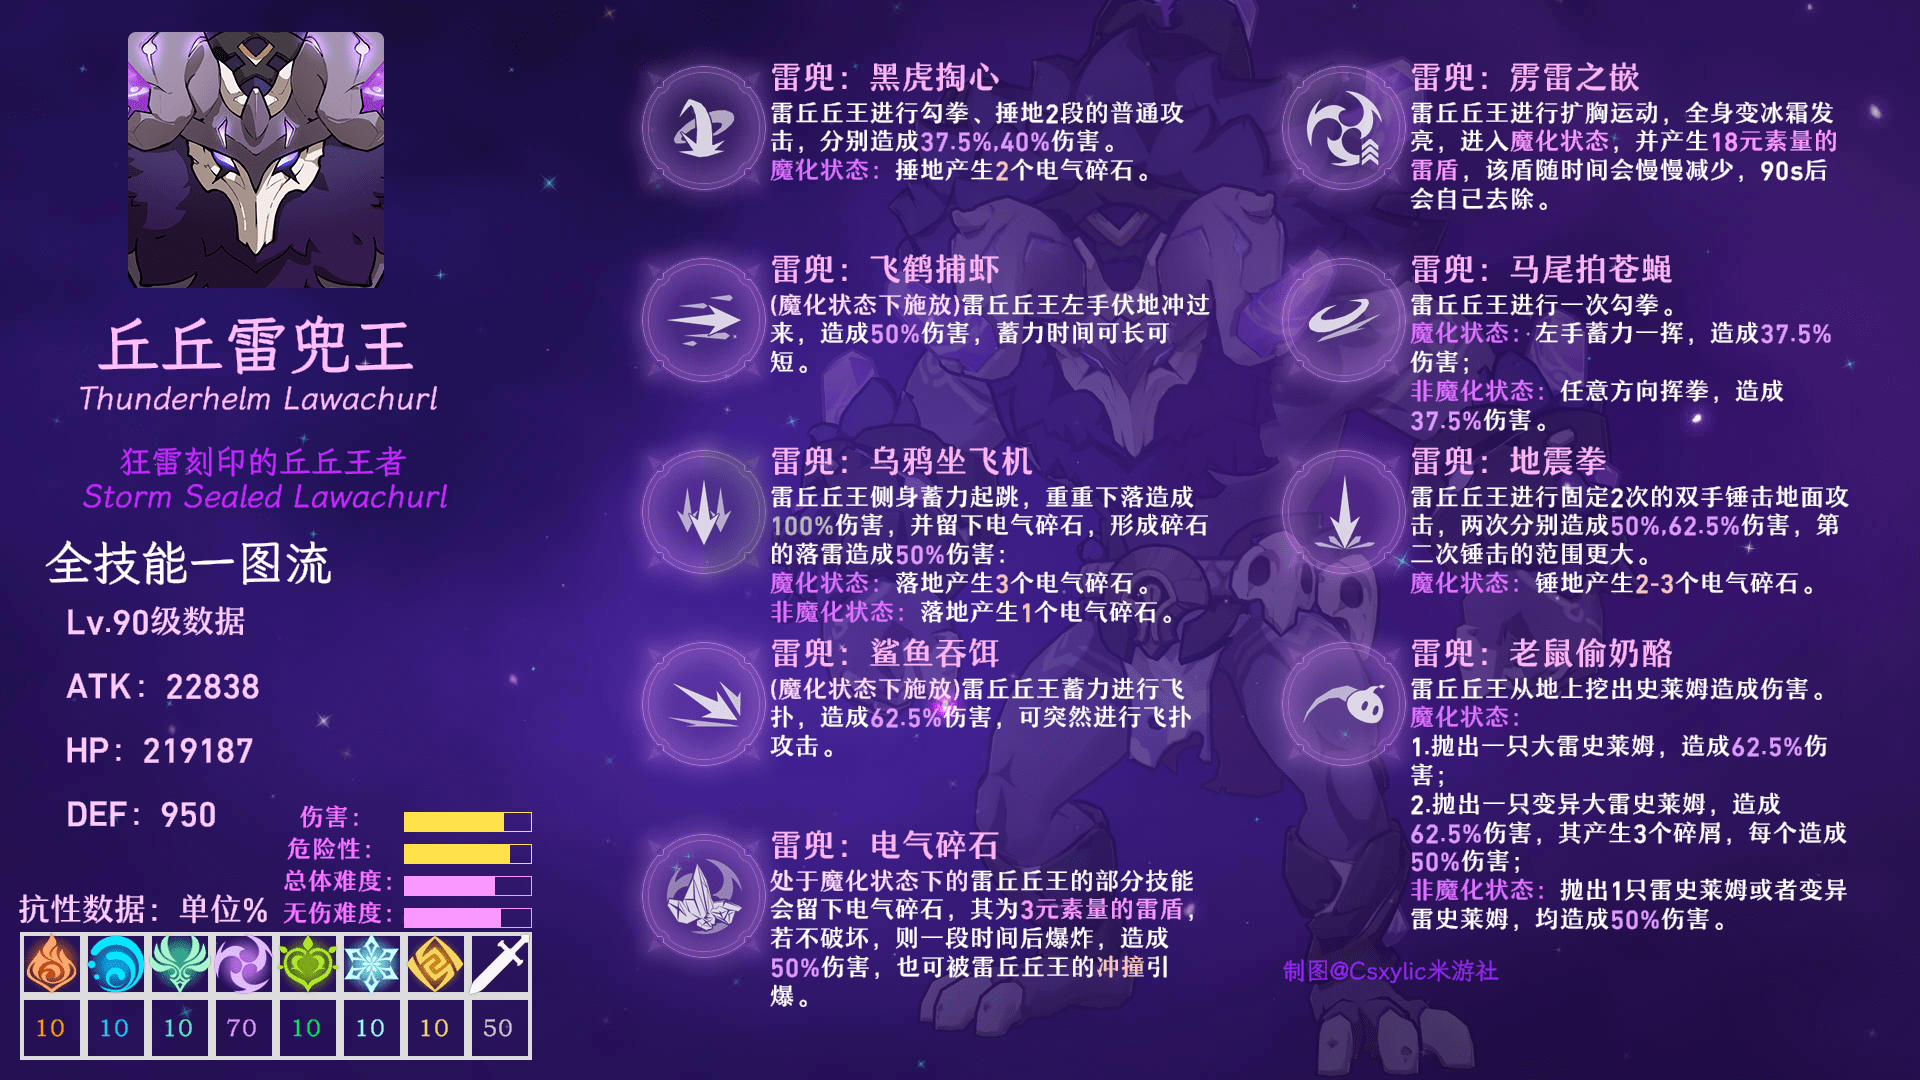 丘丘雷兜王
Thunderhelm Lawachurl
狂雷刻印的丘丘王者
Storm Sealed Lawachurl
全技能一图流
Lv.90级数据
ATK：22838
HP：219187
DEF：950
伤害：
危险性：
总体难度：
无伤难度：
抗性数据：单位%
10 10 10 70 10 10 10 50
雷兜：黑虎掏心
雷丘丘王进行勾拳、捶地2段的普通攻
击，分别造成37.5%,40%伤害。
魔化状态：捶地产生2个电气碎石。
雷兜：飞鹤捕虾
(魔化状态下施放)雷丘丘王左手伏地冲过
来，造成50%伤害，蓄力时间可长可
短。
雷兜：乌鸦坐飞机
雷丘丘王侧身蓄力起跳，重重下落造成
100%伤害，并留下电气碎石，形成碎石
的落雷造成50%伤害：
魔化状态：落地产生3个电气碎石。
非魔化状态：落地产生1个电气碎石。
雷兜：鲨鱼吞饵
(魔化状态下施放)雷丘丘王蓄力进行飞
扑，造成62.5%伤害，可突然进行飞扑
攻击。
雷兜：电气碎石
处于魔化状态下的雷丘丘王的部分技能
会留下电气碎石，其为3元素量的雷盾，
若不破坏，则一段时间后爆炸，造成
50%伤害，也可被雷丘丘王的冲撞引
爆。
雷兜：雳雷之嵌
雷丘丘王进行扩胸运动，全身变冰霜发
亮，进入魔化状态，并产生18元素量的
雷盾，该盾随时间会慢慢减少，90s后
会自己去除。
雷兜：马尾拍苍蝇
雷丘丘王进行一次勾拳。
魔化状态：左手蓄力一挥，造成37.5%
伤害；
非魔化状态：任意方向挥拳，造成
37.5%伤害。
雷兜：地震拳
雷丘丘王进行固定2次的双手锤击地面攻
击，两次分别造成50%,62.5%伤害，第
二次锤击的范围更大。
魔化状态：锤地产生2-3个电气碎石。
雷兜：老鼠偷奶酪
雷丘丘王从地上挖出史莱姆造成伤害。
魔化状态：
1.抛出一只大雷史莱姆，造成62.5%伤
害；
2.抛出一只变异大雷史莱姆，造成
62.5%伤害，其产生3个碎屑，每个造成
50%伤害；
非魔化状态：抛出1只雷史莱姆或者变异
雷史莱姆，均造成50%伤害。
制图@Csxylic米游社